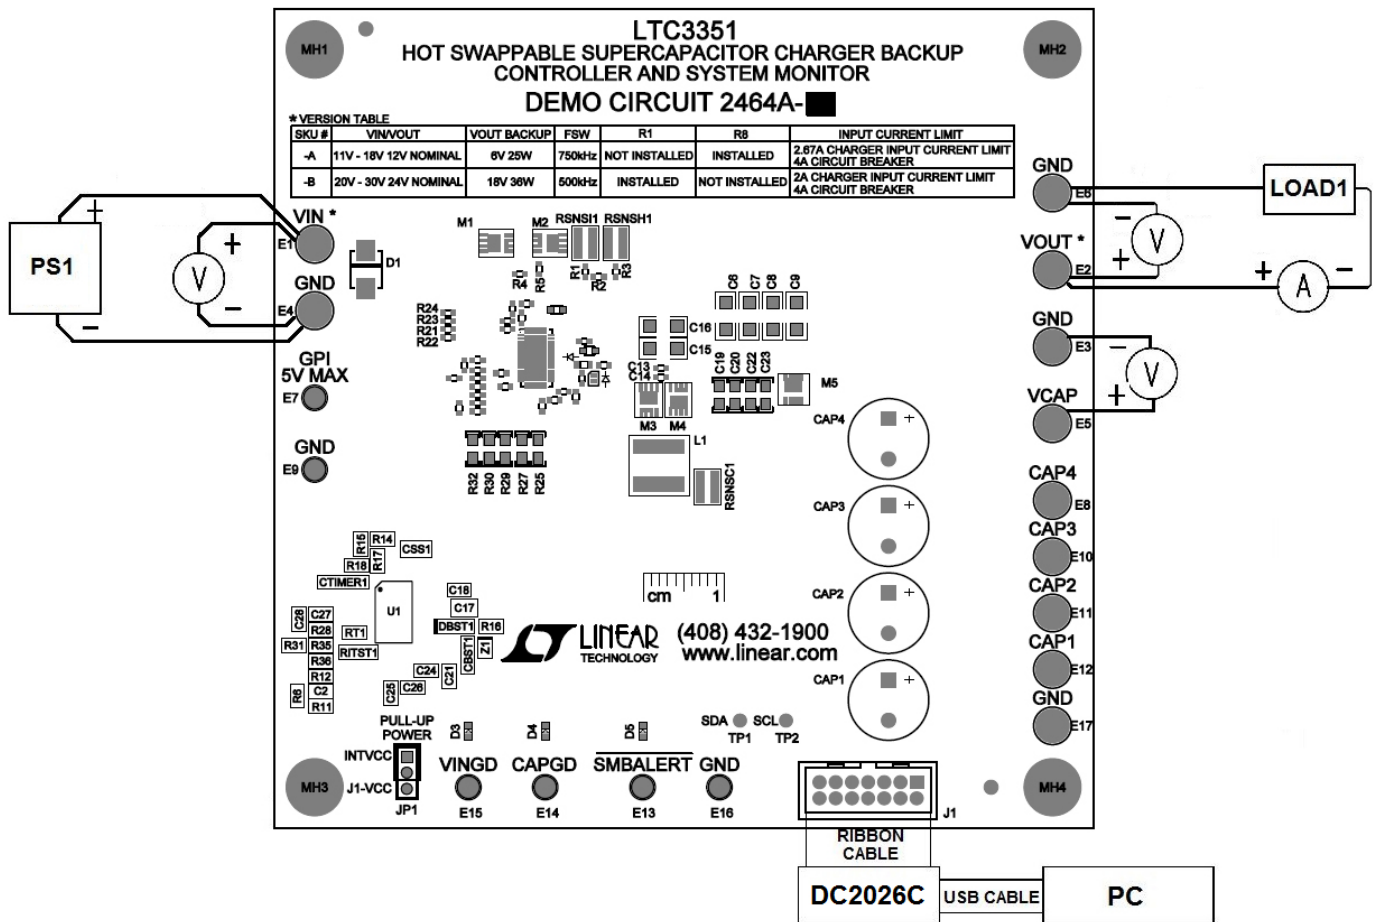 LTC3351
HOT SWAPPABLE SUPERCAPACITOR CHARGER BACKUP
CONTROLLER AND SYSTEM MONITOR
DEMO CIRCUIT 2464A-
MH1
MH2
* VERSION TABLE
SKU # VIN/VOUT VOUT BACKUP FSW R1 R8 INPUT CURRENT LIMIT
-A 11V - 18V 12V NOMINAL 6V 25W 750kHz NOT INSTALLED INSTALLED 2.67A CHARGER INPUT CURRENT LIMIT
4A CIRCUIT BREAKER
-B 20V - 30V 24V NOMINAL 18V 36W 500kHz INSTALLED NOT INSTALLED 2A CHARGER INPUT CURRENT LIMIT
4A CIRCUIT BREAKER
PS1
+
−
V
+
−
VIN *
E1
GND
E4
D1
GPI
5V MAX
E7
GND
E9
M1
M2
RSNSI1
RSNSH1
R4
R5
R1
R2
R3
R24
R23
R21
R22
C6
C7
C8
C9
C16
C15
C13
C14
C19
C20
C22
C23
M5
M3
M4
L1
RSNSC1
R32
R30
R29
R27
R25
GND
E6
VOUT *
E2
−
V
+
LOAD1
+
−
A
GND
E3
VCAP
E5
−
V
+
CAP4
E8
CAP3
E10
CAP2
E11
CAP1
E12
GND
E17
CAP4 +
CAP3 +
CAP2 +
CAP1 +
R15
R14
R18
R17
CSS1
CTIMER1
U1
C28
C27
R28
R31
R35
R36
R12
R6
C2
R11
RT1
RITST1
C18
C17
DBST1
R16
CBST1
Z1
C24
C21
C25
C26
cm 1
LINEAR
TECHNOLOGY
(408) 432-1900
www.linear.com
PULL-UP
POWER
INTVCC
J1-VCC
JP1
D3
D4
D5
VINGD
E15
CAPGD
E14
SMBALERT
E13
GND
E16
SDA
SCL
TP1
TP2
MH3
MH4
J1
RIBBON
CABLE
DC2026C
USB CABLE
PC